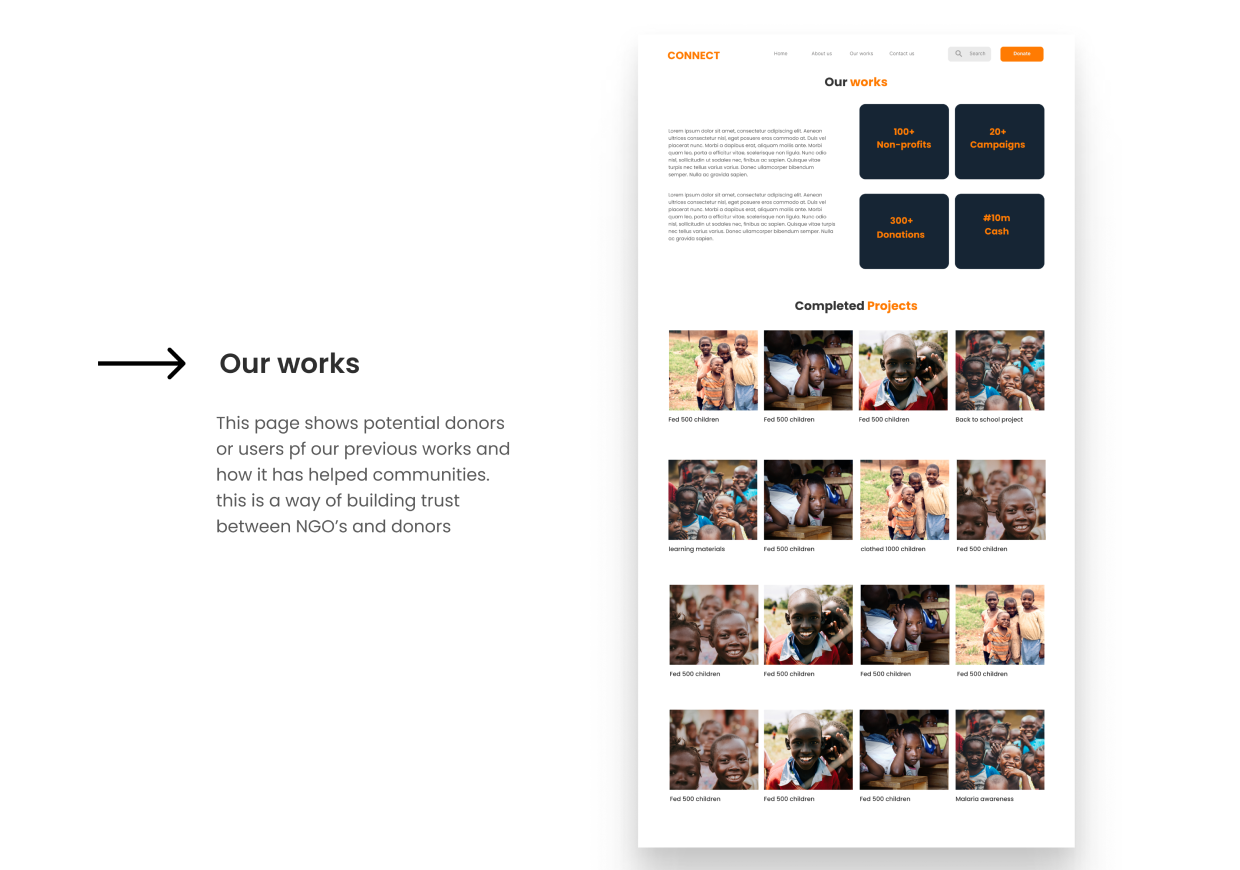 Our works
This page shows potential donors
or users pf our previous works and
how it has helped communities.
this is a way of building trust
between NGO's and donors
CONNECT
Home
About us
Our works
Contact us
Search
Donate
Our works
Lorem ipsum dolor sit amet, consectetur adipiscing elit. Aenean
ultrices consectetur nisl, eget posuere eros commodo at. Duis vel
placerat nunc. Morbi a dapibus erat, aliquam mollis ante. Morbi
quam leo, porta a efficitur vitae, scelerisque non ligula. Nunc odio
nisl, sollicitudin ut sodales nec, finibus ac sapien. Quisque vitae
turpis nec tellus varius varius. Donec ullamcorper bibendum
semper. Nulla ac gravida sapien.
Lorem ipsum dolor sit amet, consectetur adipiscing elit. Aenean
ultrices consectetur nisl, eget posuere eros commodo at. Duis vel
placerat nunc. Morbi a dapibus erat, aliquam mollis ante. Morbi
quam leo, porta a efficitur vitae, scelerisque non ligula. Nunc odio
nisl, sollicitudin ut sodales nec, finibus ac sapien. Quisque vitae turpis
nec tellus varius varius. Donec ullamcorper bibendum semper. Nulla
ac gravida sapien.
100+
Non-profits
20+
Campaigns
300+
Donations
#10m
Cash
Completed Projects
Fed 500 children
Fed 500 children
Fed 500 children
Back to school project
learning materials
Fed 500 children
clothed 1000 children
Fed 500 children
Fed 500 children
Fed 500 children
Fed 500 children
Fed 500 children
Fed 500 children
Fed 500 children
Fed 500 children
Malaria awareness